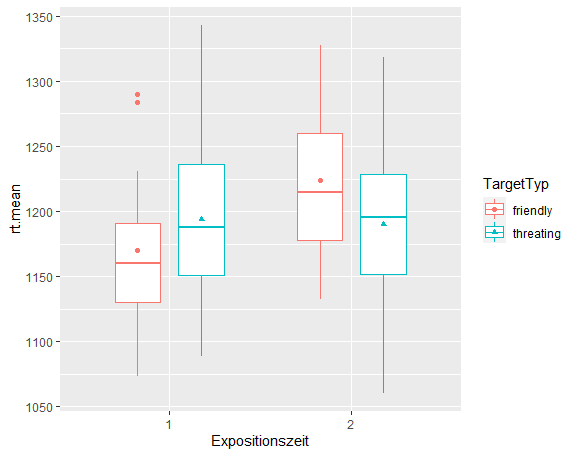 1350
1300
1250
1200
1150
1100
1050
rt.mean
1
2
Expositionszeit
TargetTyp
friendly
threating